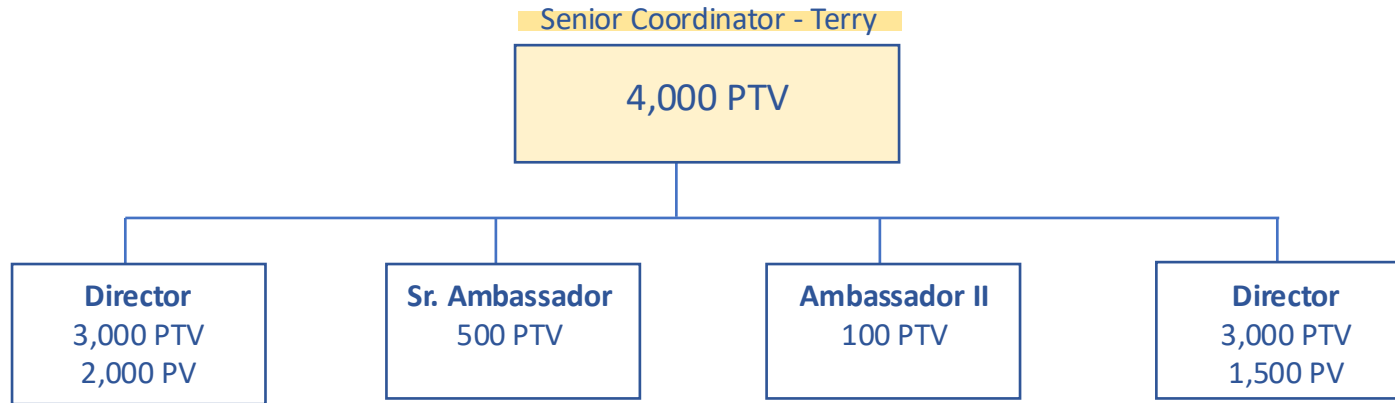 Senior Coordinator - Terry
4,000 PTV
Director
3,000 PTV
2,000 PV
Sr. Ambassador
500 PTV
Ambassador II
100 PTV
Director
3,000 PTV
1,500 PV